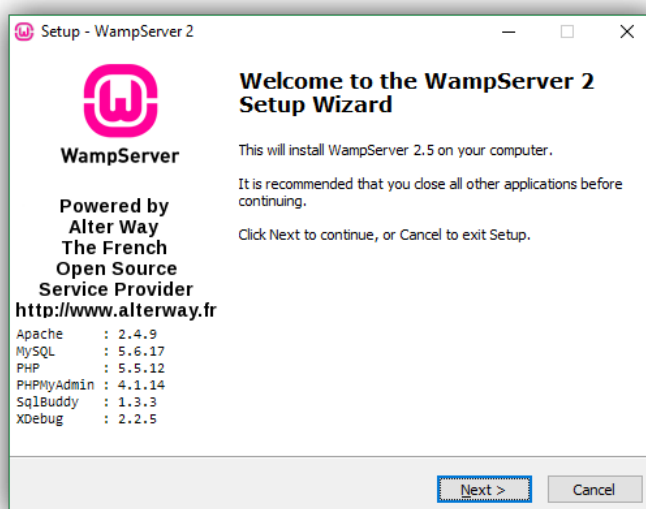 Setup - WampServer 2
WampServer
Powered by
Alter Way
The French
Open Source
Service Provider
http://www.alterway.fr
Apache : 2.4.9
MySQL : 5.6.17
PHP : 5.5.12
PHPMyAdmin : 4.1.14
SqlBuddy : 1.3.3
XDebug : 2.2.5
Welcome to the WampServer 2
Setup Wizard
This will install WampServer 2.5 on your computer.
It is recommended that you close all other applications before
continuing.
Click Next to continue, or Cancel to exit Setup.
Next >
Cancel